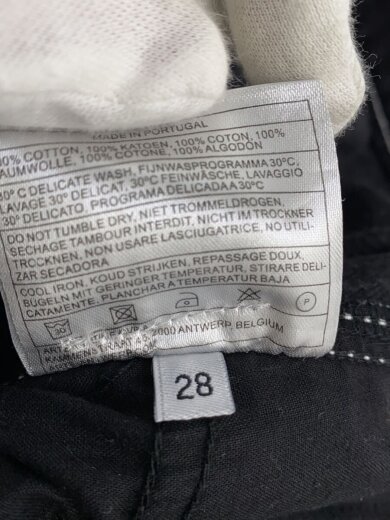 MADE IN PORTUGAL
COTTON, 100% KATOEN, 100% COTON, 100%
BAUMWOLLE, 100% COTONE, 100% ALGODON
30°C DELICATE WASH, FIJNWASPROGRAMMA 30°C,
LAVAGE 30° DELICAT, 30°C FEINWÄSCHE, LAVAGGIO
30° DELICATO, PROGRAMA DELICADAA 30°C
DO NOT TUMBLE DRY, NIET TROMMELDROGEN,
SECHAGE TAMBOUR INTERDIT, NICHT IM TROCKNER
TROCKNEN, NON USARE LASCIUGATRICE, NO UTILI-
ZAR SECADORA
COOL IRON, KOUD STRIJKEN, REPASSAGE DOUX,
BÜGELN MIT GERINGER TEMPERATUR, STIRARE DELI-
CATAMENTE, PLANCHAR A TEMPERATURA BAJA
P
2000 ANTWERP, BELGIUM
28